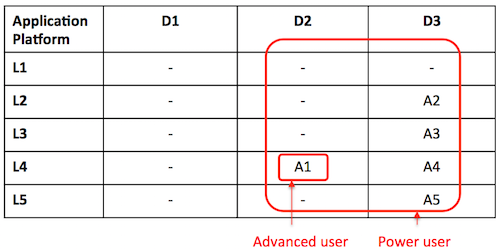 Application Platform D1 D2 D3
L1 - - -
L2 - - A2
L3 - - A3
L4 - A1 A4
L5 - - A5
Advanced user Power user